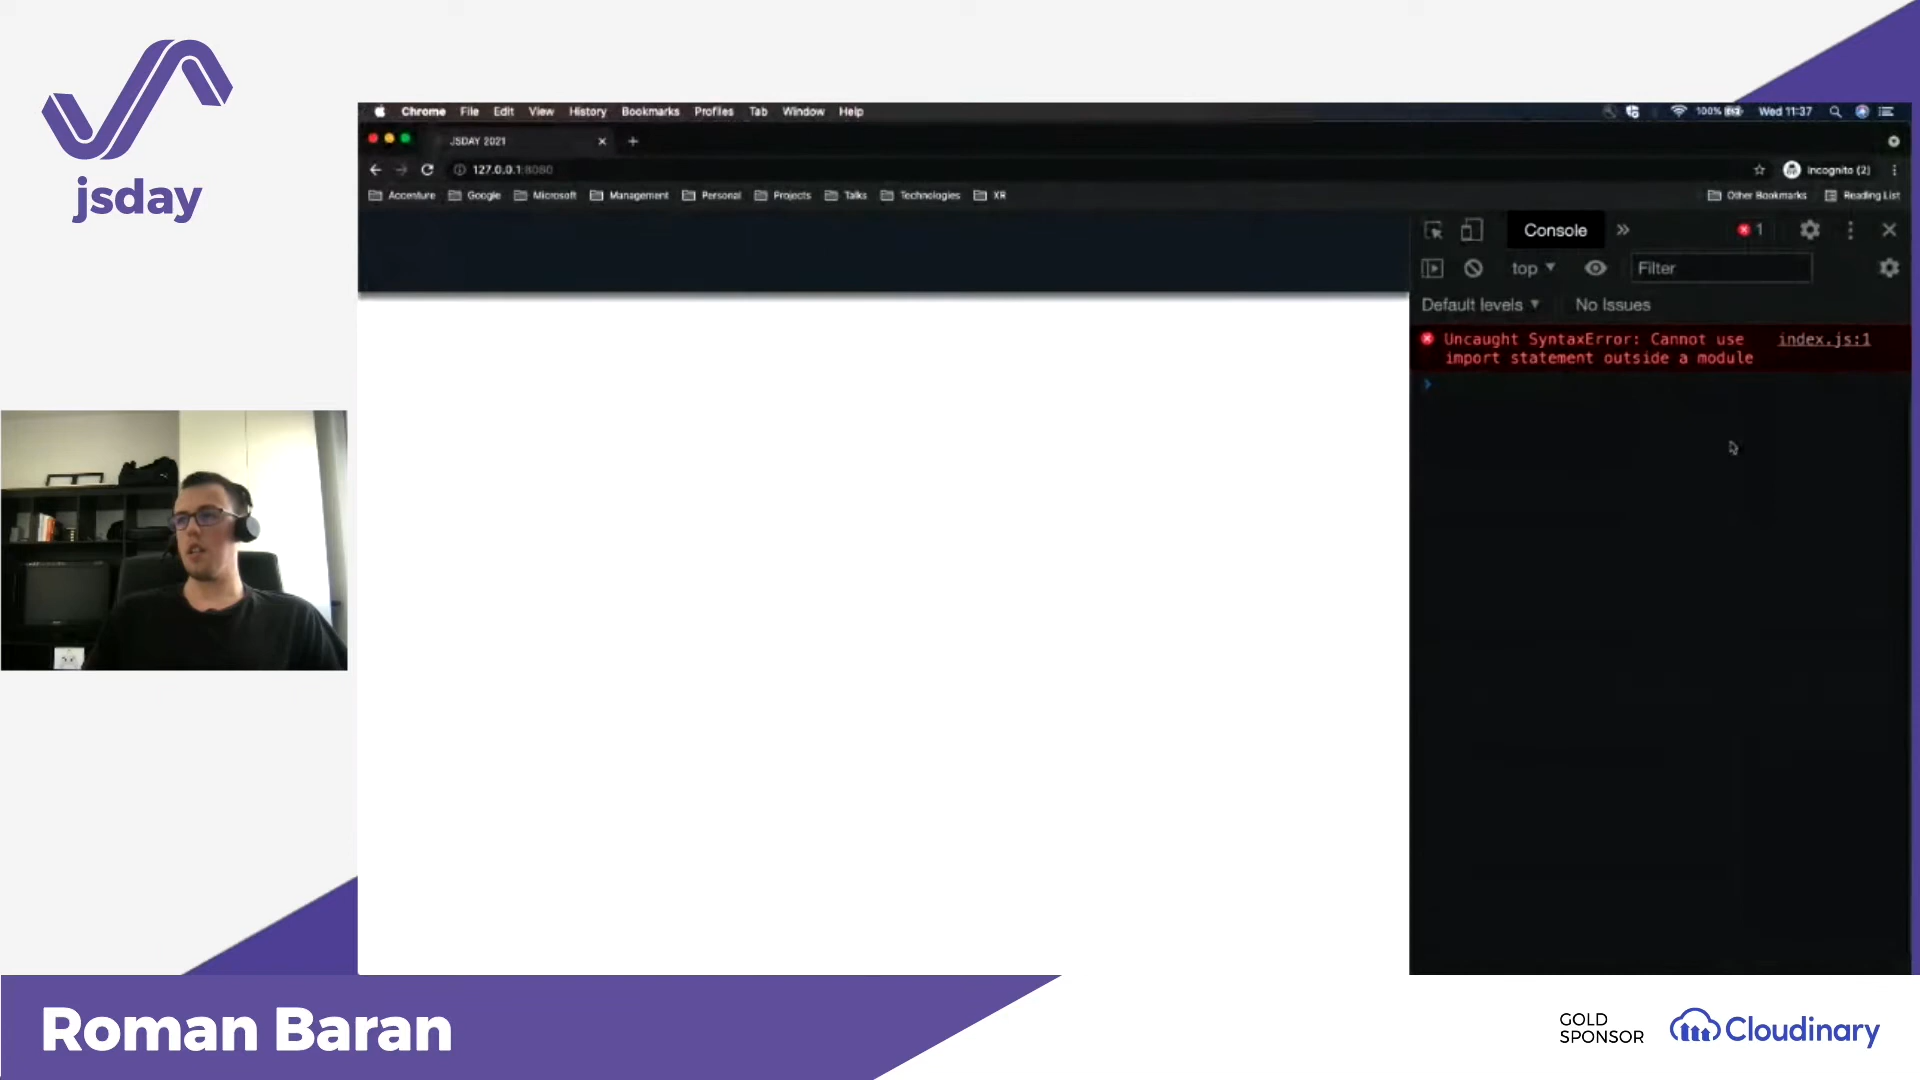 jsday
Chrome File Edit View History Bookmarks Profiles Tab Window Help
100% Wed 11:37
JSDAY 2021
127.0.0.1:8080
Incognito (2)
Accenture Google Microsoft Management Personal Projects Talks Technologies XR
Other Bookmarks Reading List
Console
1
top
Filter
Default levels
No Issues
Uncaught SyntaxError: Cannot use index.js:1
import statement outside a module
Roman Baran
GOLD
SPONSOR
Cloudinary